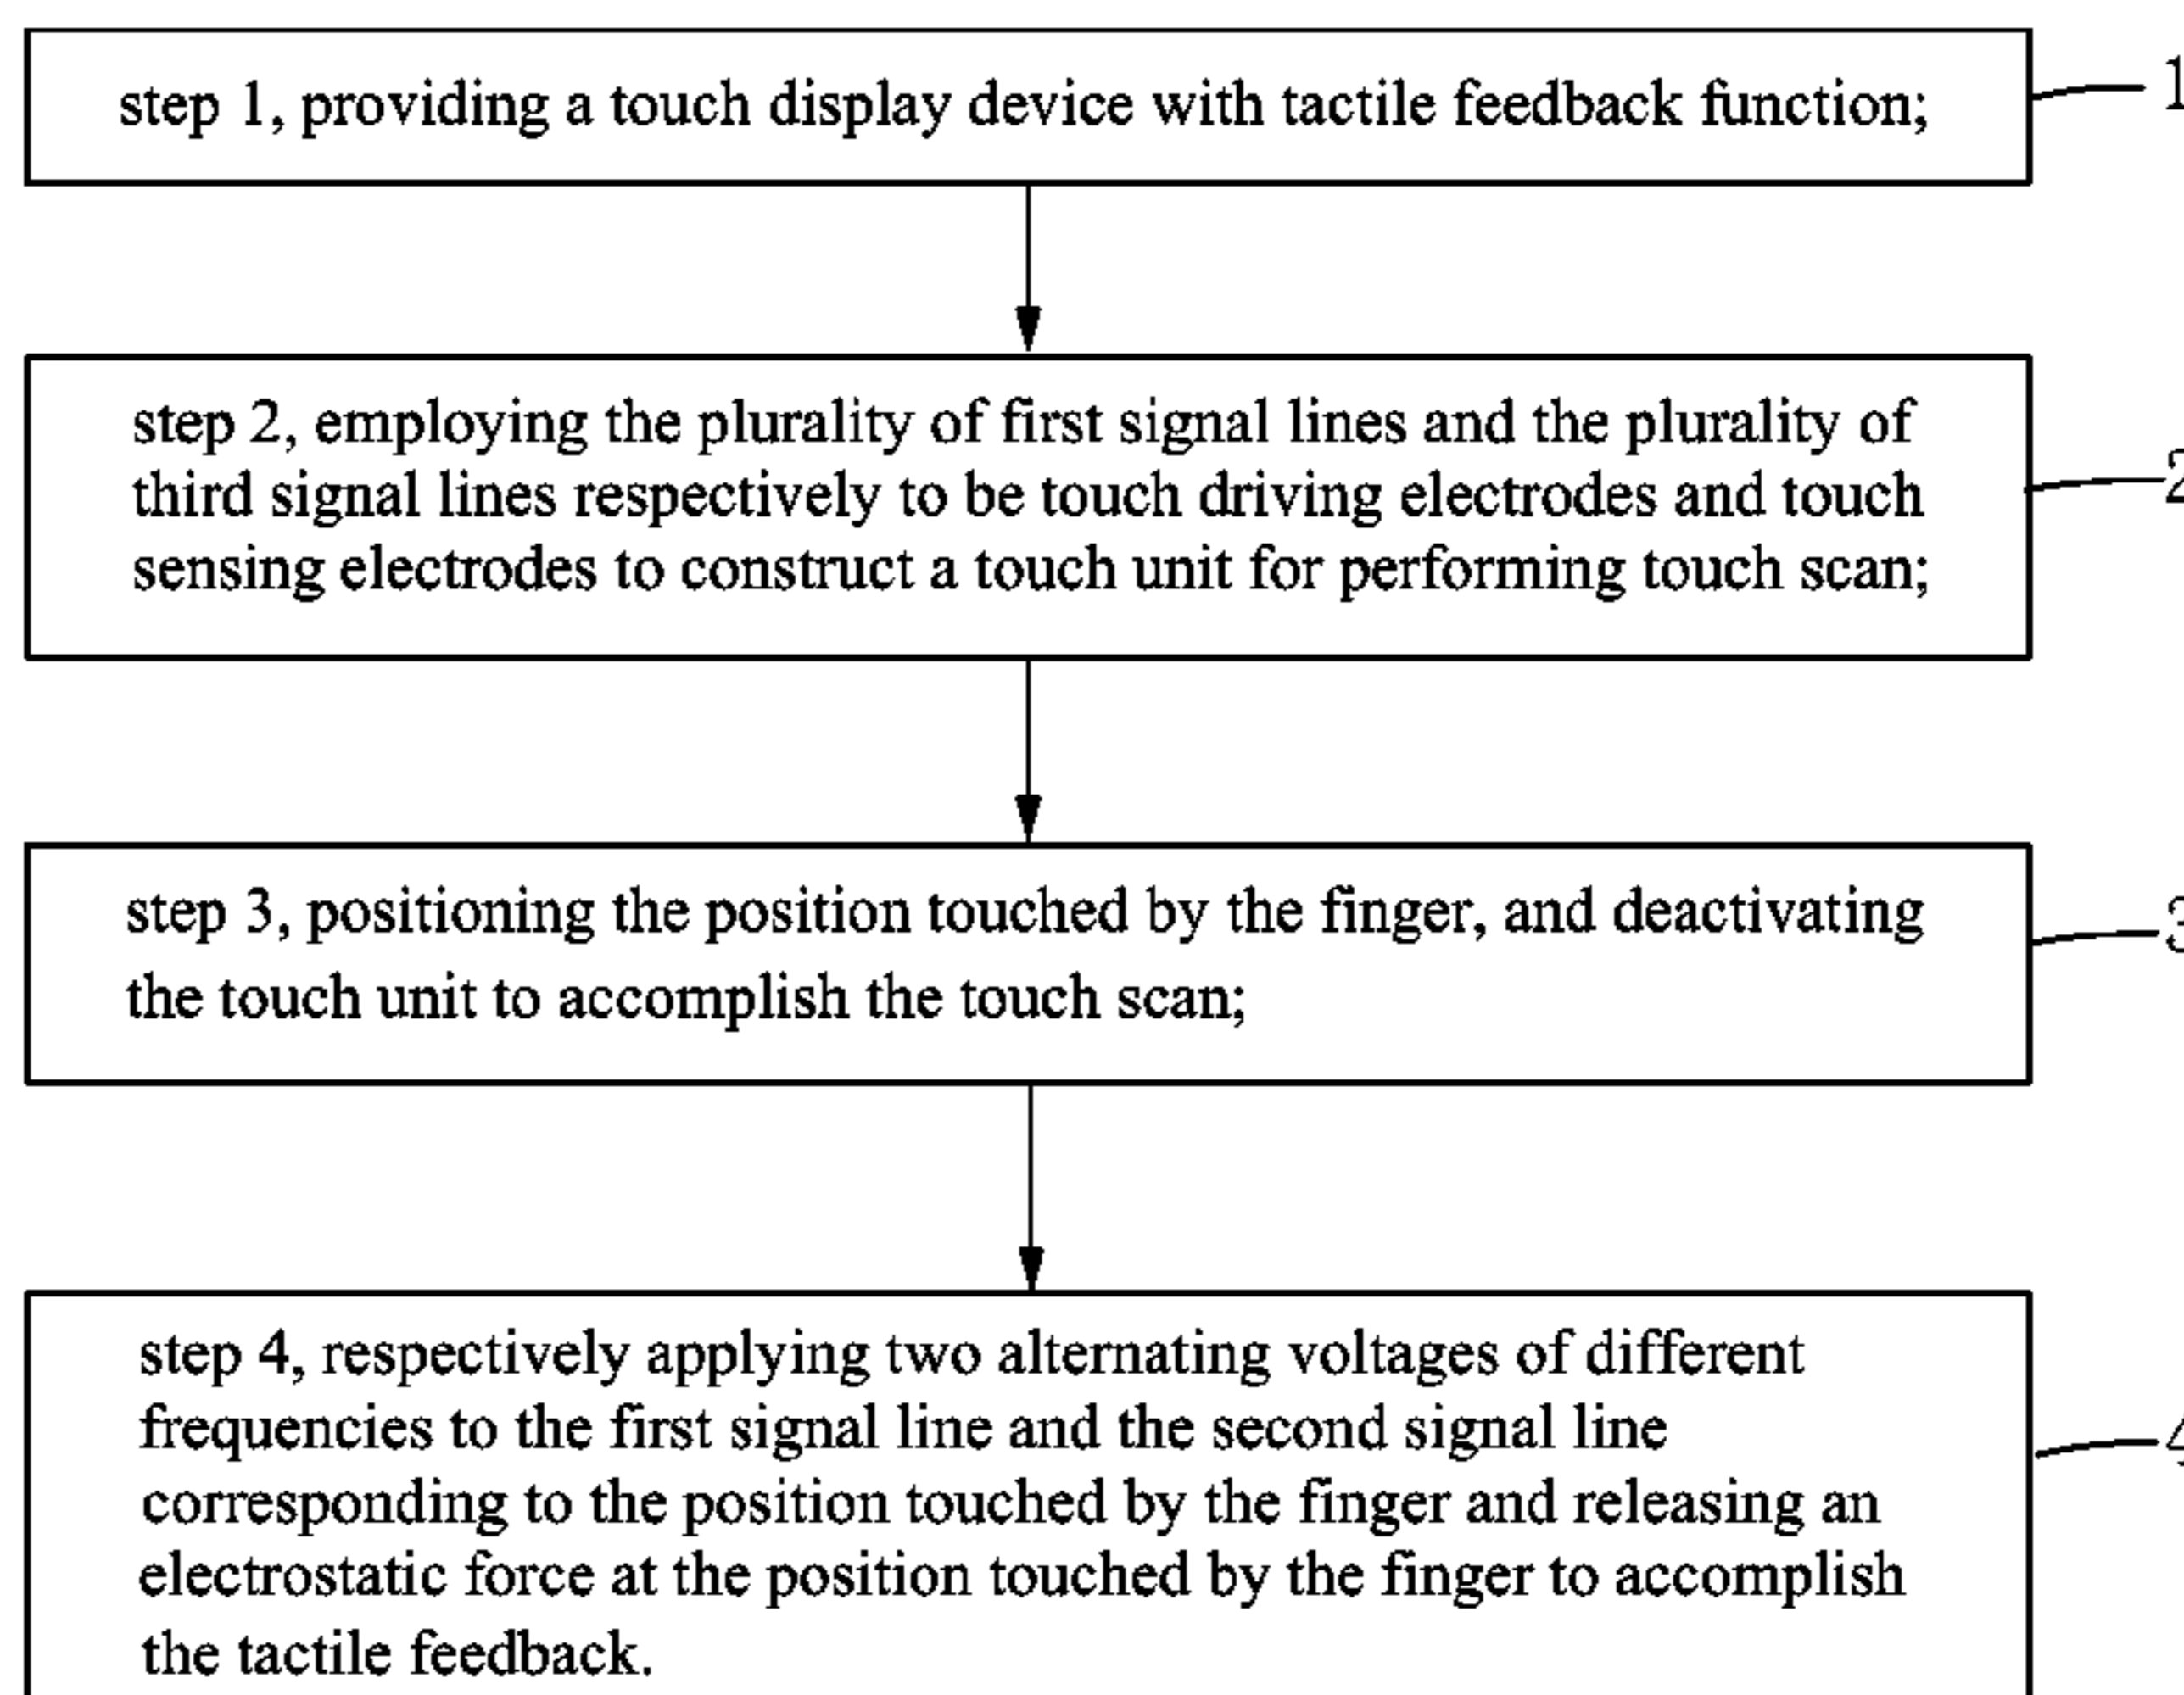 step 1, providing a touch display device with tactile feedback function;
1
step 2, employing the plurality of first signal lines and the plurality of
third signal lines respectively to be touch driving electrodes and touch
sensing electrodes to construct a touch unit for performing touch scan;
2
step 3, positioning the position touched by the finger, and deactivating
the touch unit to accomplish the touch scan;
3
step 4, respectively applying two alternating voltages of different
frequencies to the first signal line and the second signal line
corresponding to the position touched by the finger and releasing an
electrostatic force at the position touched by the finger to accomplish
the tactile feedback.
4